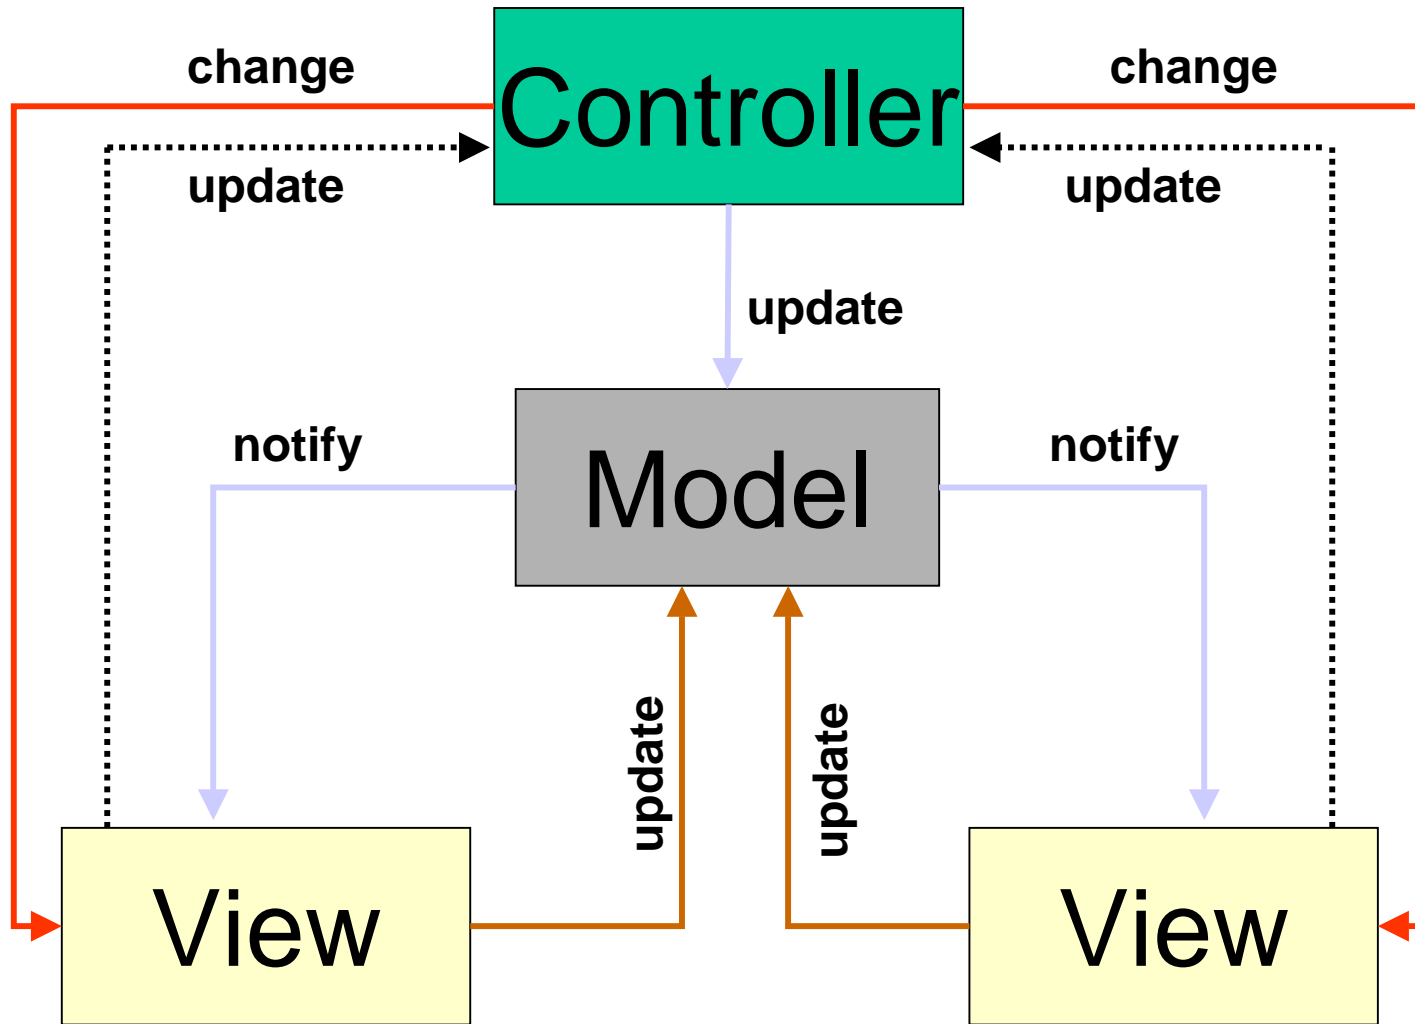 change
Controller
change
update
update
update
notify
Model
notify
update
update
View
View